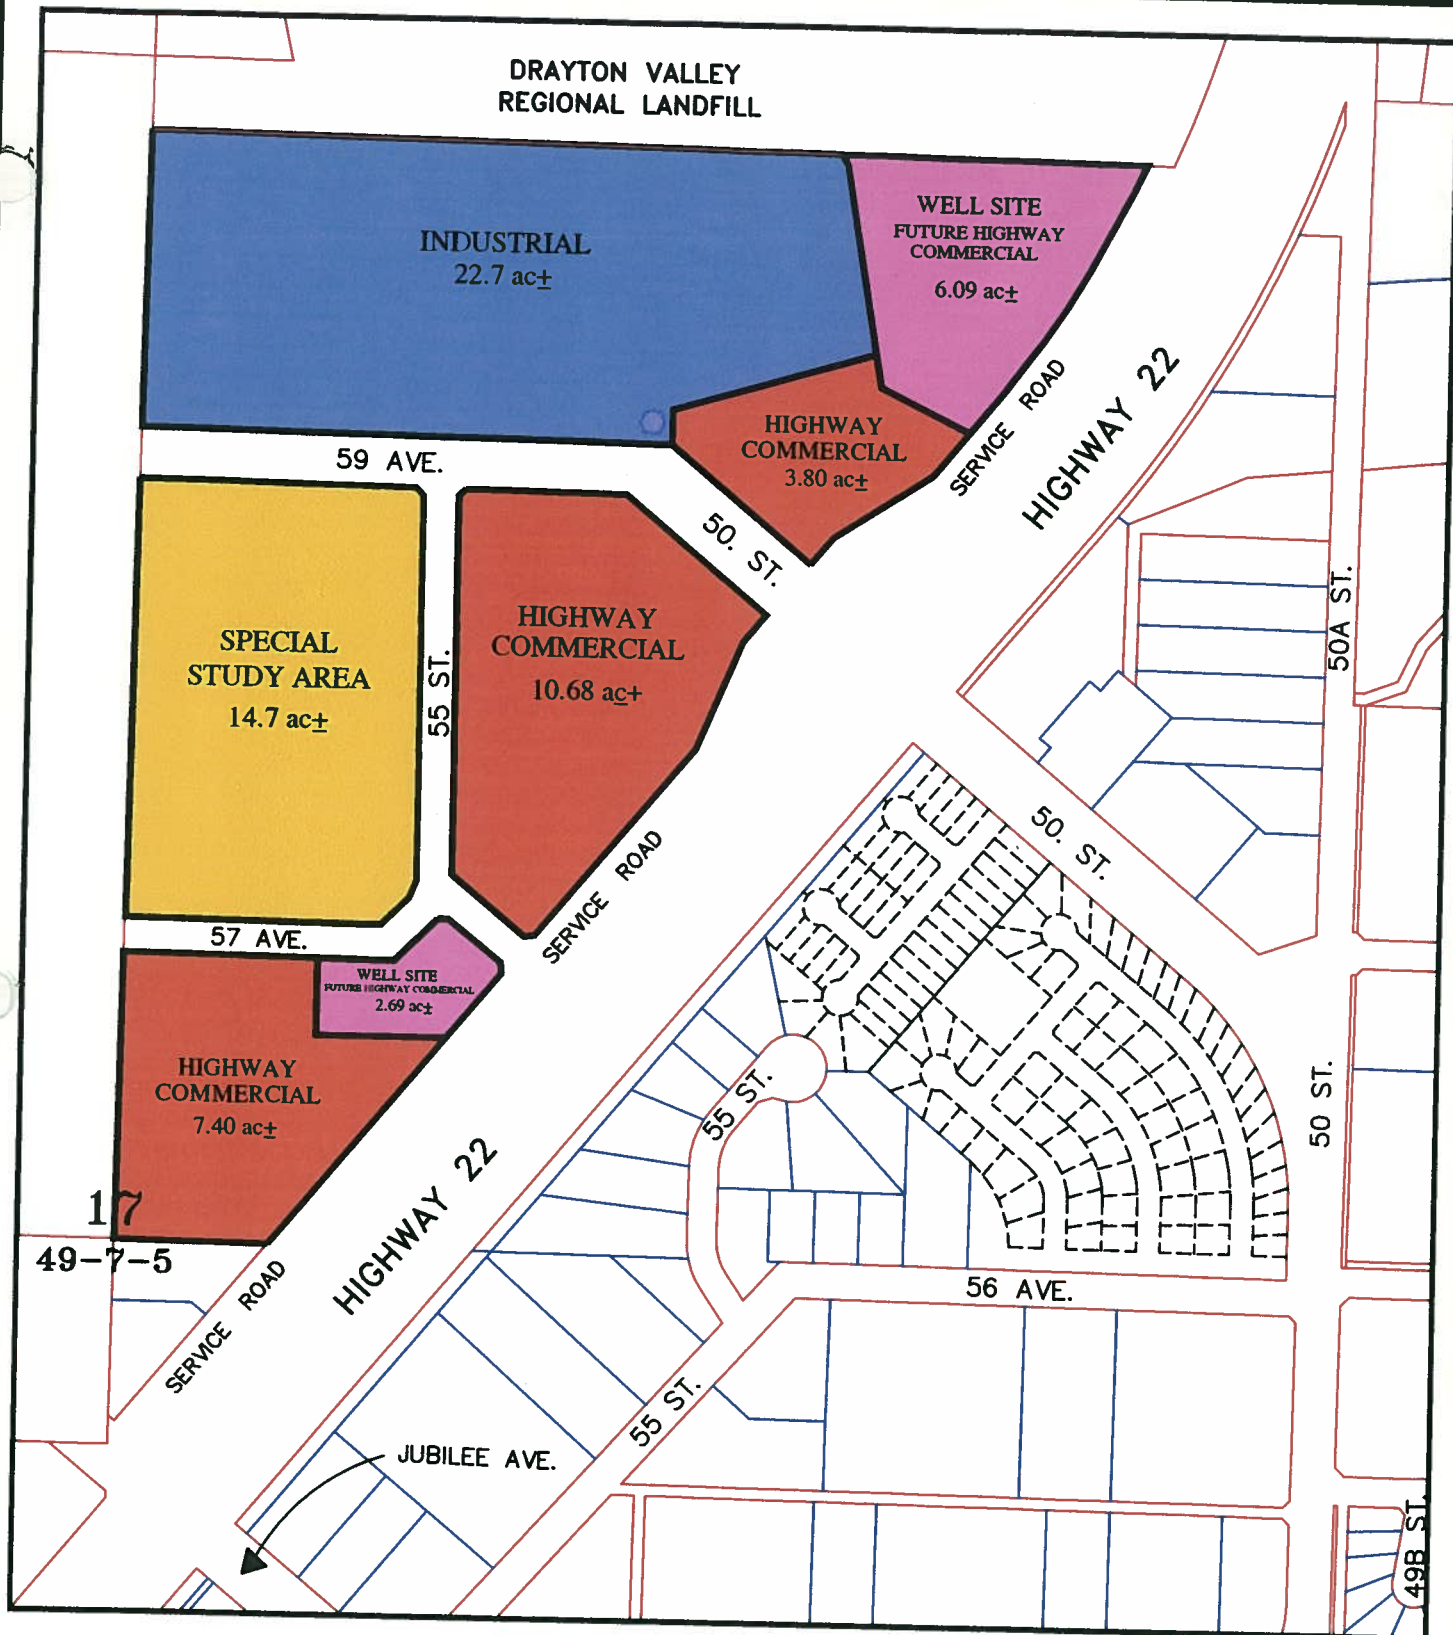 DRAYTON VALLEY
REGIONAL LANDFILL
INDUSTRIAL
22.7 ac±
WELL SITE
FUTURE HIGHWAY
COMMERCIAL
6.09 ac±
HIGHWAY
COMMERCIAL
3.80 ac±
SERVICE ROAD
HIGHWAY 22
59 AVE.
50. ST.
SPECIAL
STUDY AREA
14.7 ac±
55 ST.
HIGHWAY
COMMERCIAL
10.68 ac±
50A ST.
50. ST.
SERVICE ROAD
57 AVE.
WELL SITE
FUTURE HIGHWAY COMMERCIAL
2.69 ac±
HIGHWAY
COMMERCIAL
7.40 ac±
55 ST.
50 ST.
17
49-7-5
HIGHWAY 22
SERVICE ROAD
56 AVE.
55 ST.
JUBILEE AVE.
49B ST.